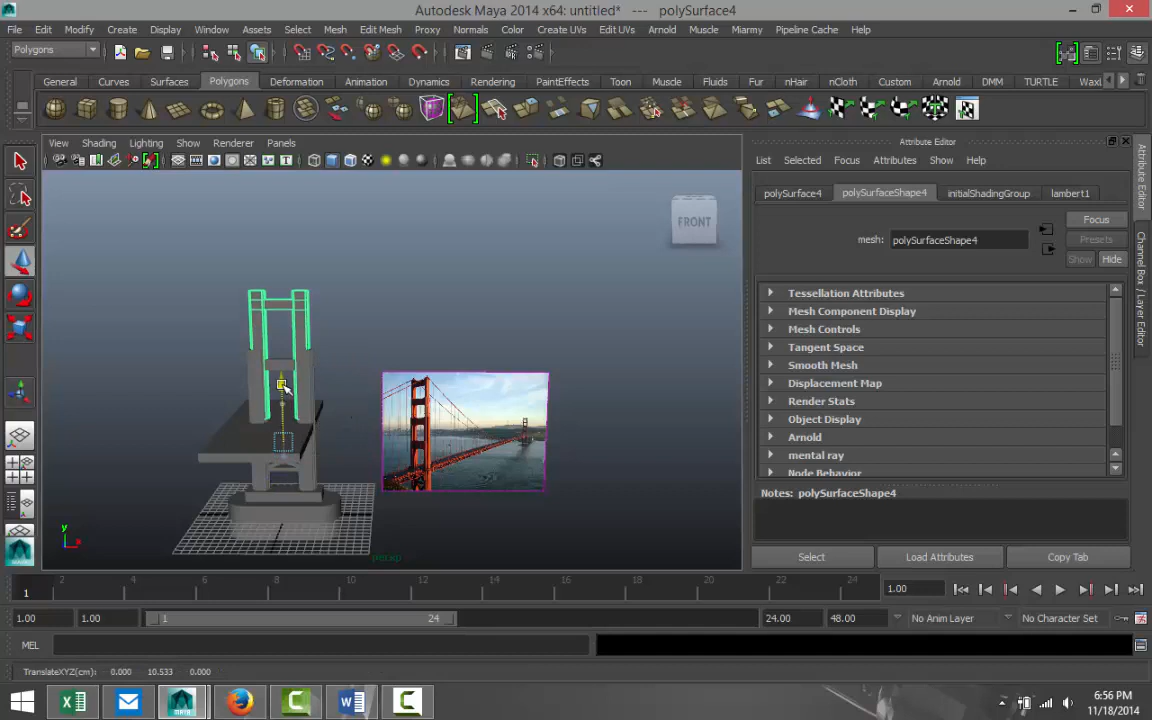 Autodesk Maya 2014 x64: untitled*   ---   polySurface4
File Edit Modify Create Display Window Assets Select Mesh Edit Mesh Proxy Normals Color Create UVs Edit UVs Arnold Muscle Miarmy Pipeline Cache Help
Polygons
General Curves Surfaces Polygons Deformation Animation Dynamics Rendering PaintEffects Toon Muscle Fluids Fur nHair nCloth Custom Arnold DMM TURTLE
View Shading Lighting Show Renderer Panels
Attribute Editor
List Selected Focus Attributes Show Help
polySurface4 polySurfaceShape4 initialShadingGroup lambert1
Focus
mesh: polySurfaceShape4
Presets
Show Hide
FRONT
Tessellation Attributes
Mesh Component Display
Mesh Controls
Tangent Space
Smooth Mesh
Displacement Map
Render Stats
Object Display
Arnold
mental ray
Node Behavior
Notes: polySurfaceShape4
Select Load Attributes Copy Tab
Attribute Editor
Channel Box / Layer Editor
y
persp
2 4 6 8 10 12 14 16 18 20 22 24
1
1.00
1.00 1.00 1 24 24.00 48.00 No Anim Layer No Character Set
MEL
TranslateXYZ(cm): 0.000 10.533 0.000
6:56 PM
11/18/2014